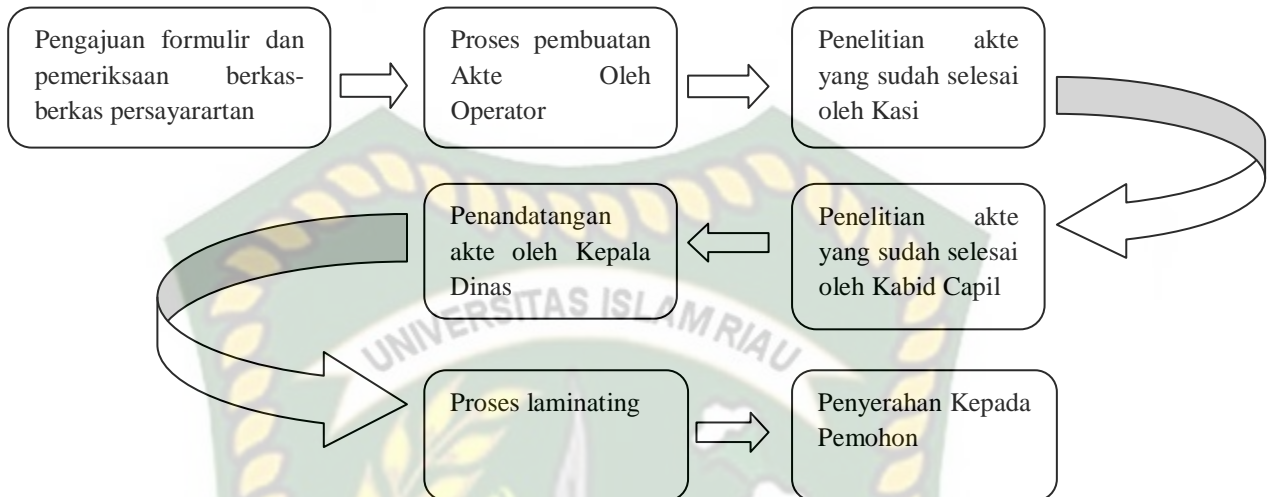 Pengajuan formulir dan
pemeriksaan berkas-
berkas persayarartan
Proses pembuatan
Akte Oleh
Operator
Penelitian akte
yang sudah selesai
oleh Kasi
Penelitian akte
yang sudah selesai
oleh Kabid Capil
Penandatangan
akte oleh Kepala
Dinas
UNIVERSITAS ISLAM RIAU
Proses laminating
Penyerahan Kepada
Pemohon